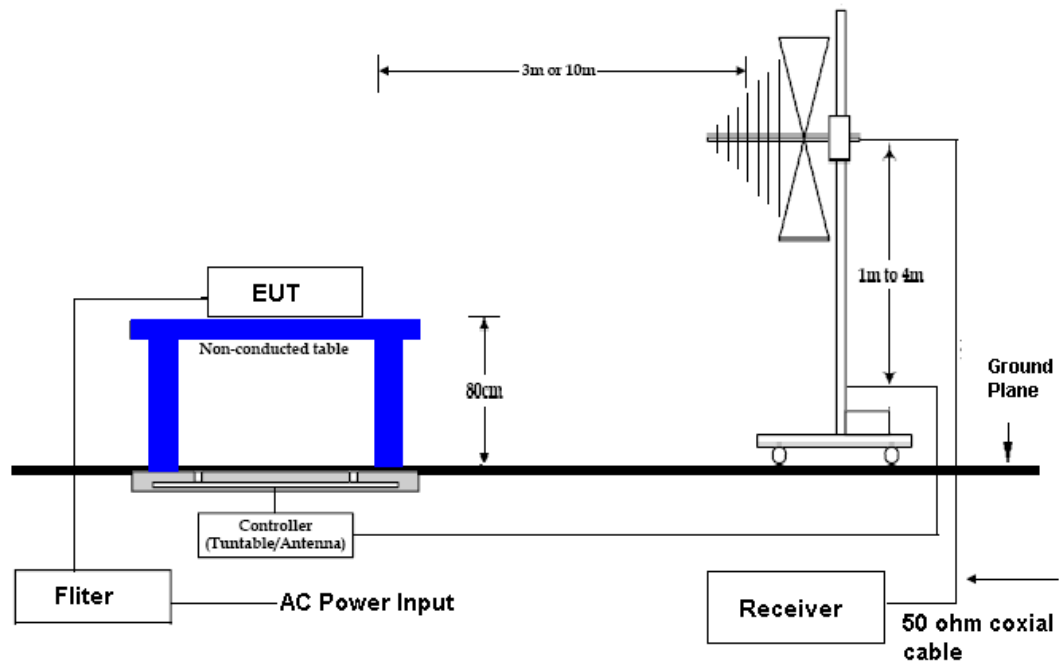 3m or 10m
EUT
Non-conducted table
80cm
1m to 4m
Ground
Plane
Controller
(Tuntable/Antenna)
Fliter
AC Power Input
Receiver
50 ohm coxial
cable